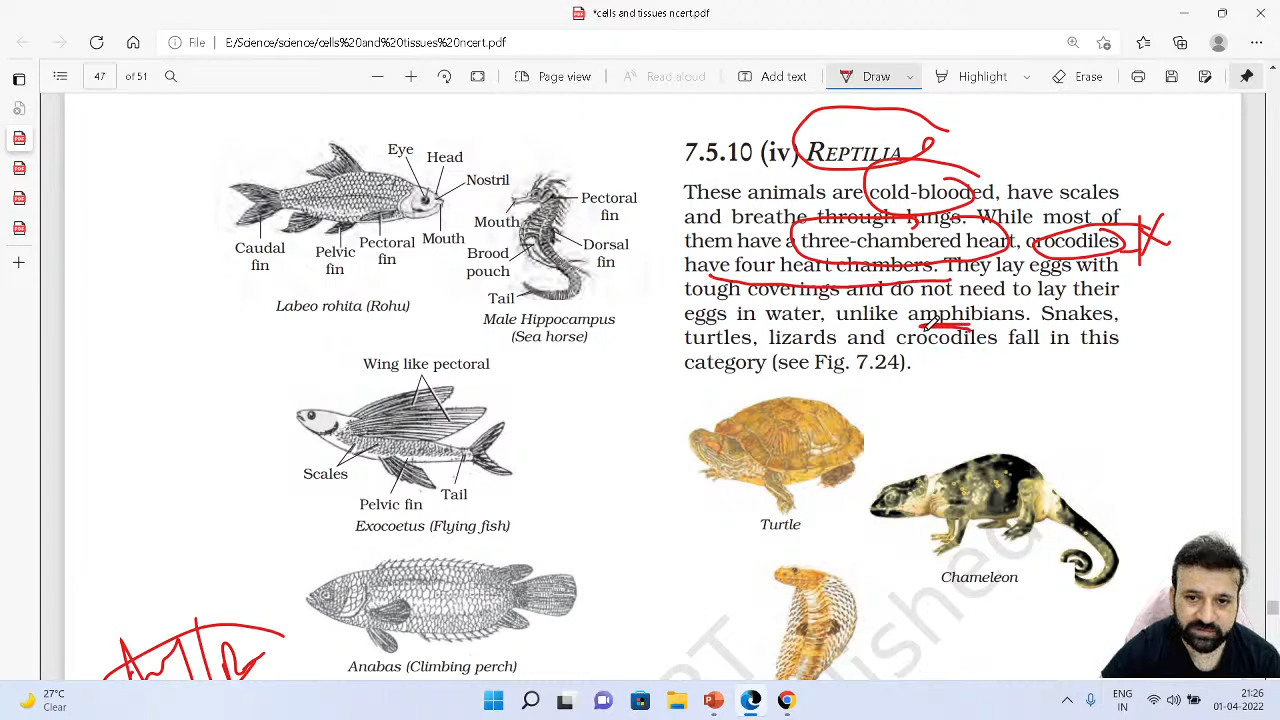 *cells and tissues ncert.pdf
File
E:/Science/science/cells%20and%20tissues%20ncert.pdf
47
Page view
Read aloud
Add text
Draw
Highlight
Erase
Eye
Head
Nostril
Caudal fin
Pelvic fin
Pectoral fin
Mouth
Labeo rohita (Rohu)
Mouth
Pectoral fin
Dorsal fin
Brood pouch
Tail
Male Hippocampus
(Sea horse)
Wing like pectoral
Scales
Pelvic fin
Tail
Exocoetus (Flying fish)
Anabas (Climbing perch)
7.5.10 (iv) REPTILIA
These animals are cold-blooded, have scales
and breathe through lungs. While most of
them have a three-chambered heart, crocodiles
have four heart chambers. They lay eggs with
tough coverings and do not need to lay their
eggs in water, unlike amphibians. Snakes,
turtles, lizards and crocodiles fall in this
category (see Fig. 7.24).
Turtle
Chameleon
27°C
Clear
ENG
IN
21:26
01-04-2022